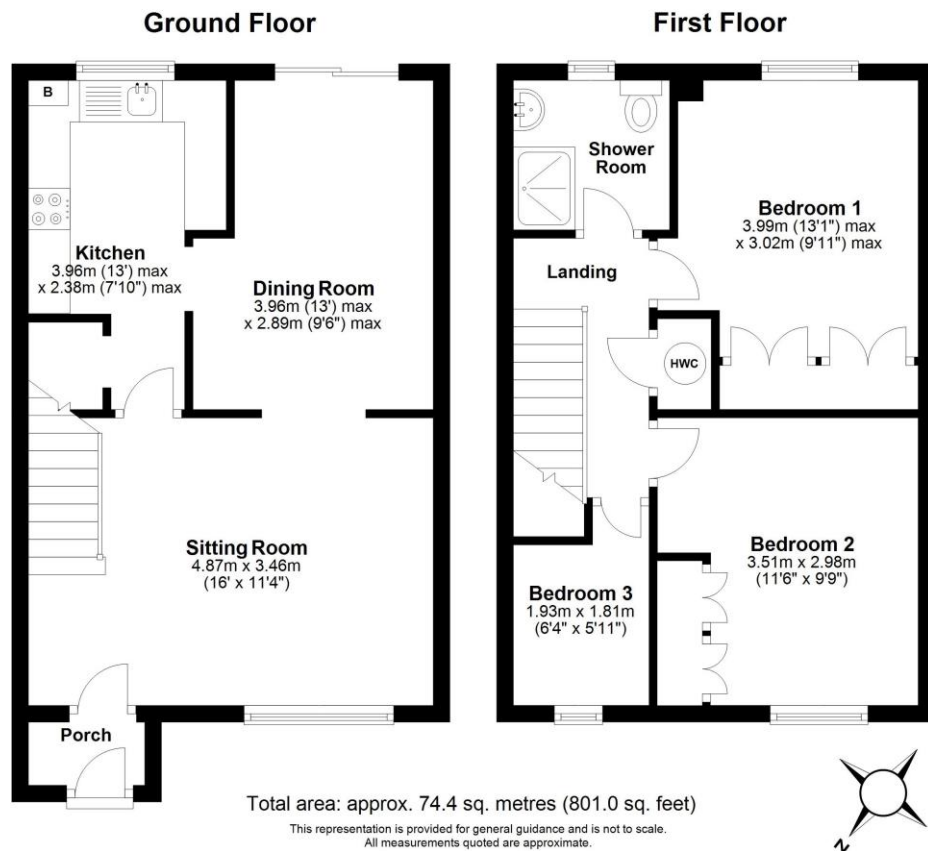 Ground Floor
First Floor
B
Kitchen
3.96m (13') max
x 2.38m (7'10") max
Dining Room
3.96m (13') max
x 2.89m (9'6") max
Sitting Room
4.87m x 3.46m
(16' x 11'4")
Porch
Shower
Room
Bedroom 1
3.99m (13'1") max
x 3.02m (9'11") max
Landing
HWC
Bedroom 2
3.51m x 2.98m
(11'6" x 9'9")
Bedroom 3
1.93m x 1.81m
(6'4" x 5'11")
Total area: approx. 74.4 sq. metres (801.0 sq. feet)
This representation is provided for general guidance and is not to scale.
All measurements quoted are approximate.
N